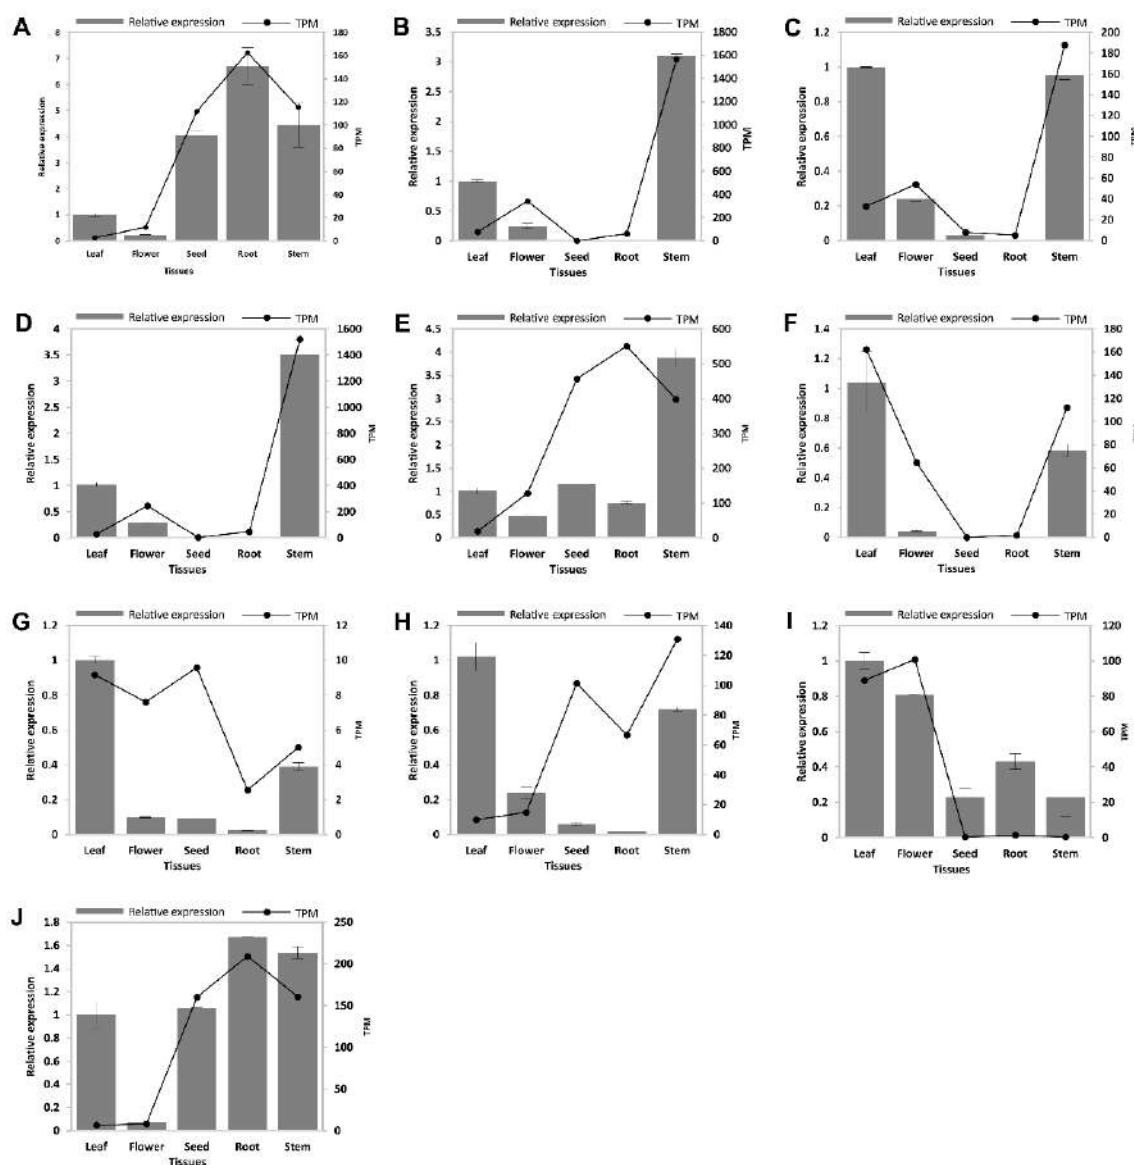 A
Relative expression TPM
8 7 6 5 4 3 2 1 0
Relative expression
180 160 140 120 100 80 60 40 20 0
TPM
Leaf Flower Seed Root Stem
Tissues
B
Relative expression TPM
3.5 3 2.5 2 1.5 1 0.5 0
Relative expression
1800 1600 1400 1200 1000 800 600 400 200 0
TPM
Leaf Flower Seed Root Stem
Tissues
C
Relative expression TPM
1.2 1 0.8 0.6 0.4 0.2 0
Relative expression
200 180 160 140 120 100 80 60 40 20 0
TPM
Leaf Flower Seed Root Stem
Tissues
D
Relative expression TPM
4 3.5 3 2.5 2 1.5 1 0.5 0
Relative expression
1600 1400 1200 1000 800 600 400 200 0
TPM
Leaf Flower Seed Root Stem
Tissues
E
Relative expression TPM
4.5 4 3.5 3 2.5 2 1.5 1 0.5 0
Relative expression
600 500 400 300 200 100 0
TPM
Leaf Flower Seed Root Stem
Tissues
F
Relative expression TPM
1.4 1.2 1 0.8 0.6 0.4 0.2 0
Relative expression
180 160 140 120 100 80 60 40 20 0
TPM
Leaf Flower Seed Root Stem
Tissues
G
Relative expression TPM
1.2 1 0.8 0.6 0.4 0.2 0
Relative expression
12 10 8 6 4 2 0
TPM
Leaf Flower Seed Root Stem
Tissues
H
Relative expression TPM
1.2 1 0.8 0.6 0.4 0.2 0
Relative expression
140 120 100 80 60 40 20 0
TPM
Leaf Flower Seed Root Stem
Tissues
I
Relative expression TPM
1.2 1 0.8 0.6 0.4 0.2 0
Relative expression
120 100 80 60 40 20 0
TPM
Leaf Flower Seed Root Stem
Tissues
J
Relative expression TPM
1.8 1.6 1.4 1.2 1 0.8 0.6 0.4 0.2 0
Relative expression
250 200 150 100 50 0
TPM
Leaf Flower Seed Root Stem
Tissues